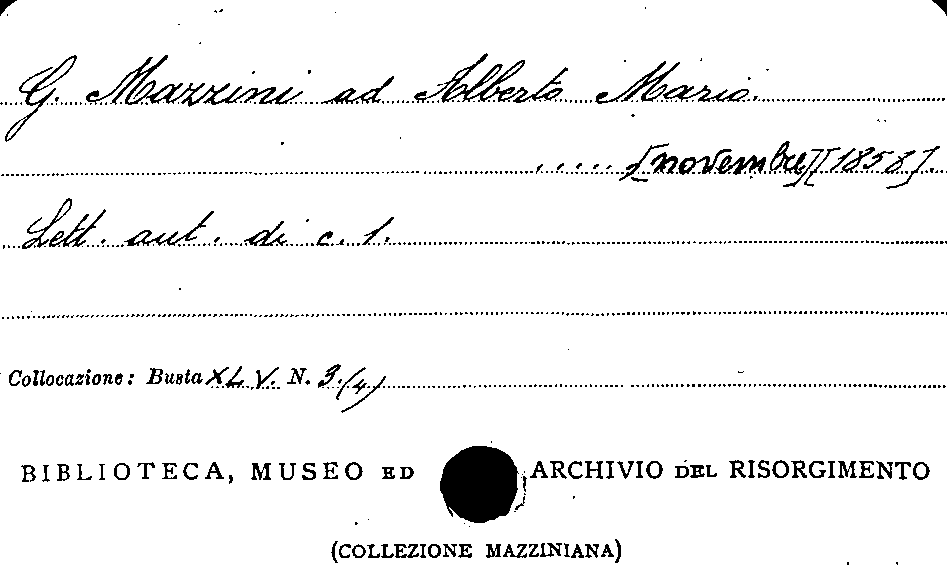 G. Mazzini ad Alberto Mario.
..... [novembre][1858].
Lett. aut. di c. 1.
Collocazione: Busta XLV. N. 3.(4)
BIBLIOTECA, MUSEO ED ARCHIVIO DEL RISORGIMENTO
(COLLEZIONE MAZZINIANA)